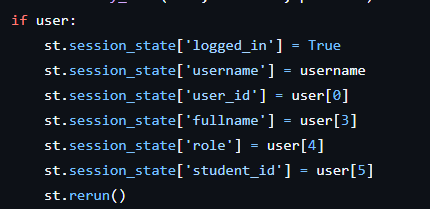 if user:
    st.session_state['logged_in'] = True
    st.session_state['username'] = username
    st.session_state['user_id'] = user[0]
    st.session_state['fullname'] = user[3]
    st.session_state['role'] = user[4]
    st.session_state['student_id'] = user[5]
    st.rerun()